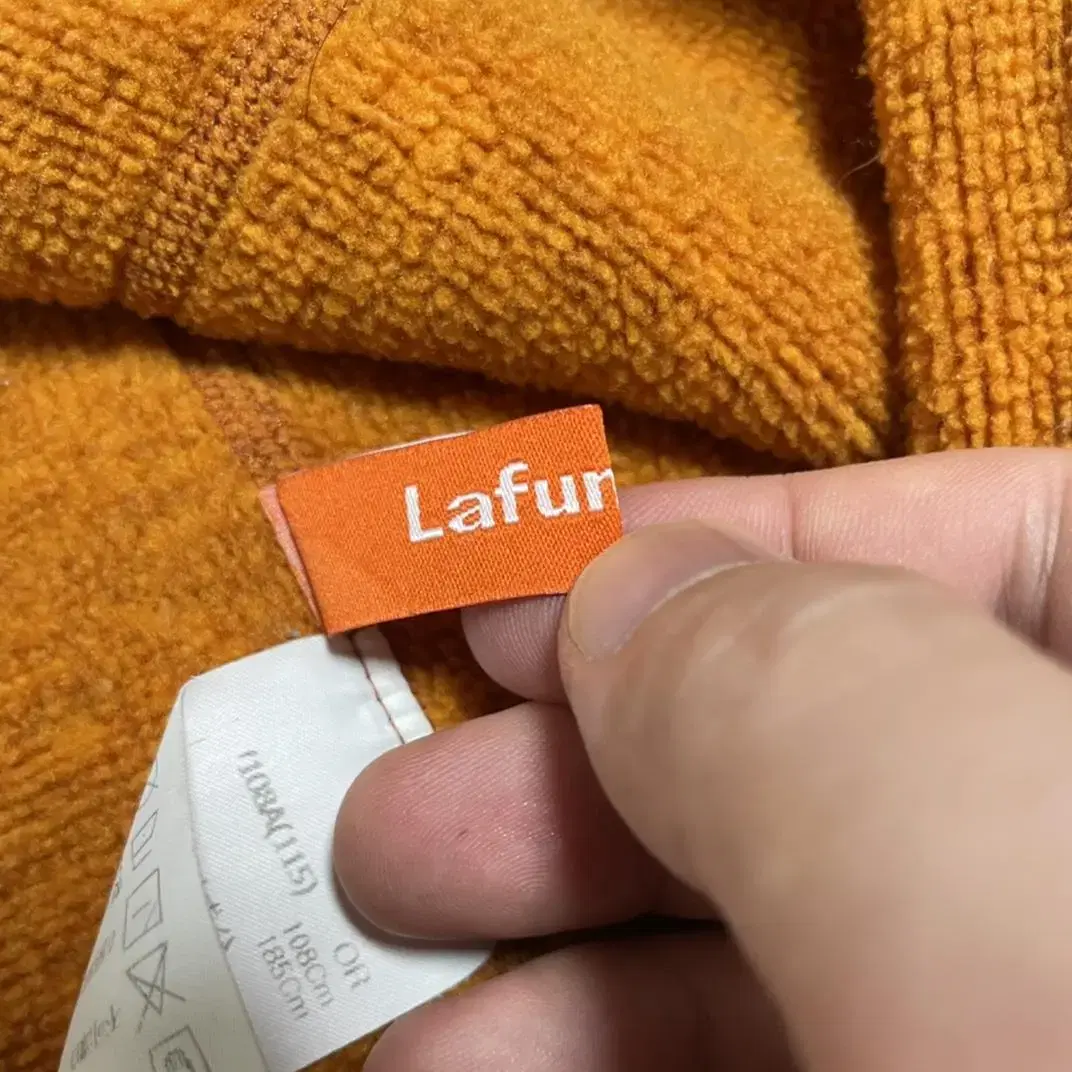 Lafun
/108A(115)
OR
108Cm
185Cm